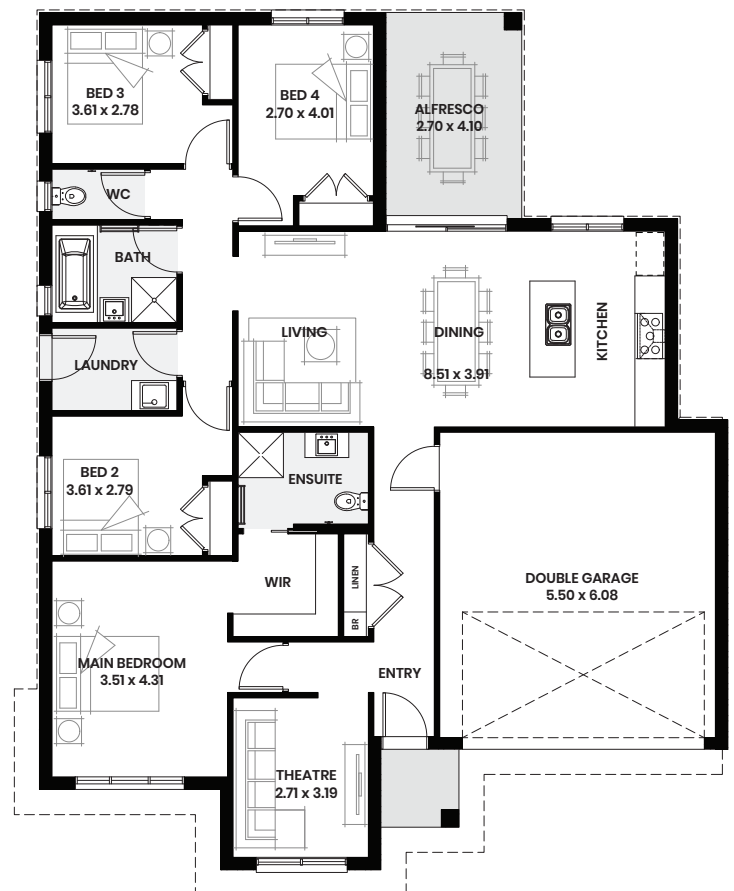 BED 3
3.61 x 2.78
BED 4
2.70 x 4.01
ALFRESCO
2.70 x 4.10
WC
BATH
LIVING
DINING
8.51 x 3.91
KITCHEN
LAUNDRY
BED 2
3.61 x 2.79
ENSUITE
WIR
LINEN
BR
DOUBLE GARAGE
5.50 x 6.08
MAIN BEDROOM
3.51 x 4.31
ENTRY
THEATRE
2.71 x 3.19